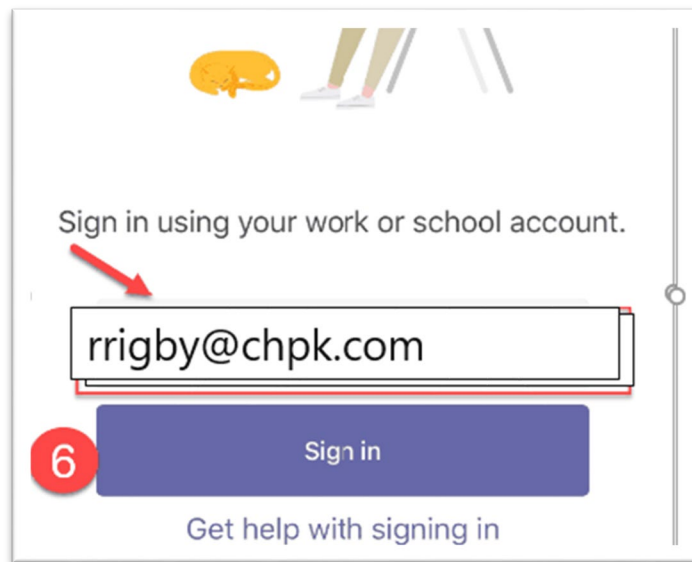 Sign in using your work or school account.
rrigby@chpk.com
6
Sign in
Get help with signing in